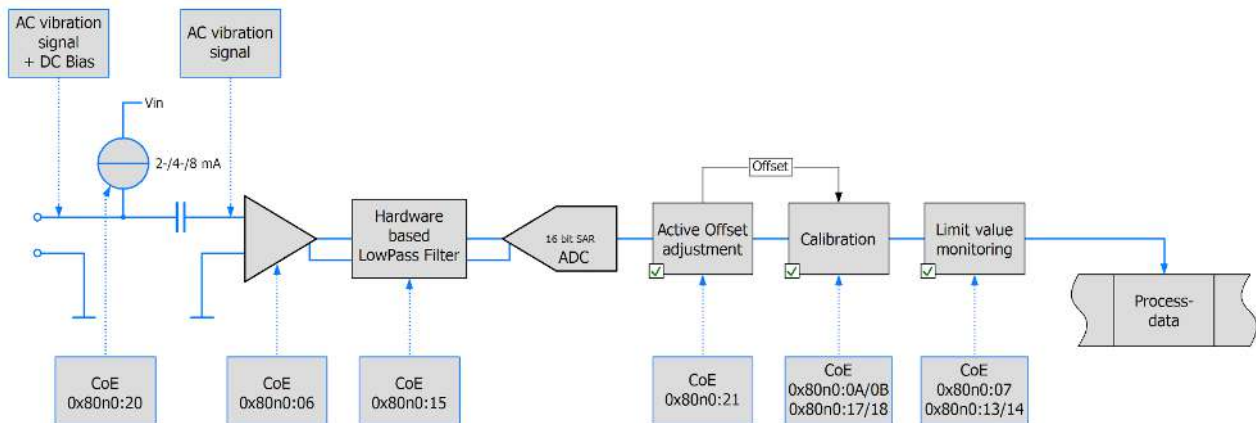 AC vibration
signal
+ DC Bias
AC vibration
signal
Vin
2-/4-/8 mA
Offset
Hardware
based
LowPass Filter
16 bit SAR
ADC
Active Offset
adjustment
Calibration
Limit value
monitoring
Process-
data
CoE
0x80n0:20
CoE
0x80n0:06
CoE
0x80n0:15
CoE
0x80n0:21
CoE
0x80n0:0A/0B
0x80n0:17/18
CoE
0x80n0:07
0x80n0:13/14